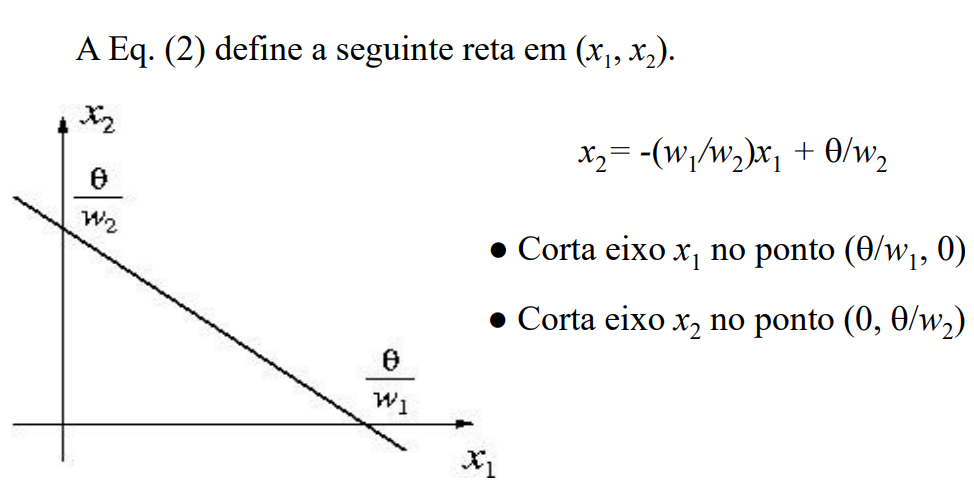 A Eq. (2) define a seguinte reta em (x₁, x₂).
x₂
θ
w₂
x₂= -(w₁/w₂)x₁ + θ/w₂
● Corta eixo x₁ no ponto (θ/w₁, 0)
● Corta eixo x₂ no ponto (0, θ/w₂)
θ
w₁
x₁